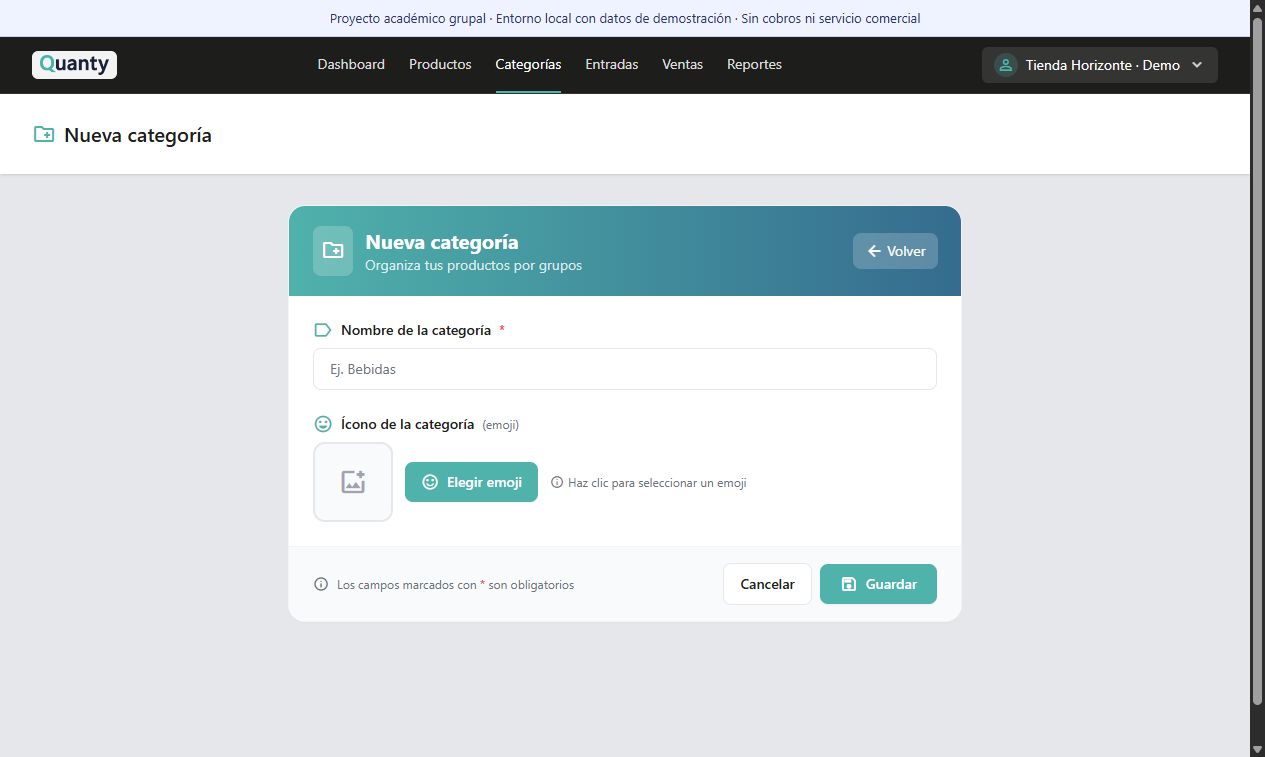 Proyecto académico grupal · Entorno local con datos de demostración · Sin cobros ni servicio comercial
Quanty
Dashboard Productos Categorías Entradas Ventas Reportes
Tienda Horizonte · Demo
Nueva categoría
Nueva categoría
Organiza tus productos por grupos
Volver
Nombre de la categoría *
Ej. Bebidas
Ícono de la categoría (emoji)
Elegir emoji
Haz clic para seleccionar un emoji
Los campos marcados con * son obligatorios
Cancelar
Guardar